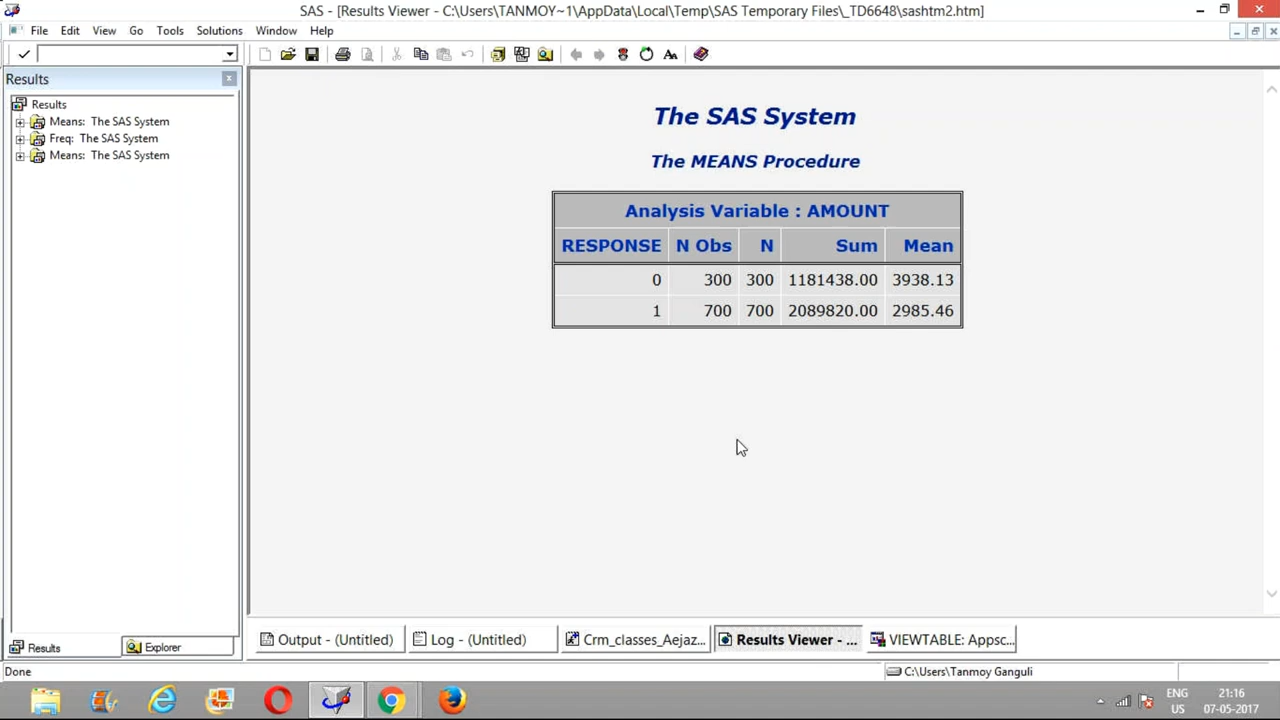 SAS - [Results Viewer - C:\Users\TANMOY~1\AppData\Local\Temp\SAS Temporary Files\_TD6648\sashtm2.htm]
File Edit View Go Tools Solutions Window Help
Results
Results
Means: The SAS System
Freq: The SAS System
Means: The SAS System
The SAS System
The MEANS Procedure
Analysis Variable : AMOUNT
RESPONSE N Obs N Sum Mean
0 300 300 1181438.00 3938.13
1 700 700 2089820.00 2985.46
Results Explorer
Output - (Untitled) Log - (Untitled) Crm_classes_Aejaz... Results Viewer - ... VIEWTABLE: Appsc...
Done C:\Users\Tanmoy Ganguli
ENG 21:16
US 07-05-2017